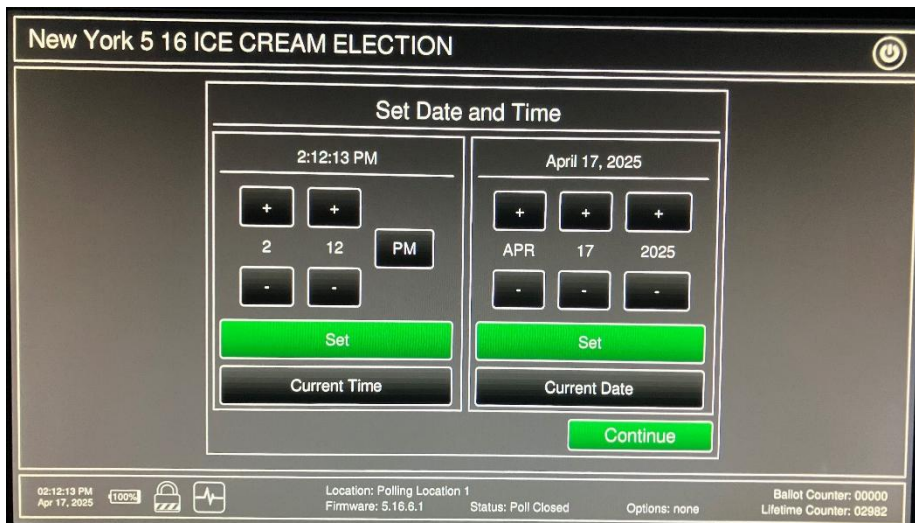 New York 5 16 ICE CREAM ELECTION
Set Date and Time
2:12:13 PM
+ +
2 12 PM
- -
Set
Current Time
April 17, 2025
+ + +
APR 17 2025
- - -
Set
Current Date
Continue
02:12:13 PM
Apr 17, 2025
100%
Location: Polling Location 1
Firmware: 5.16.6.1 Status: Poll Closed Options: none
Ballot Counter: 00000
Lifetime Counter: 02982